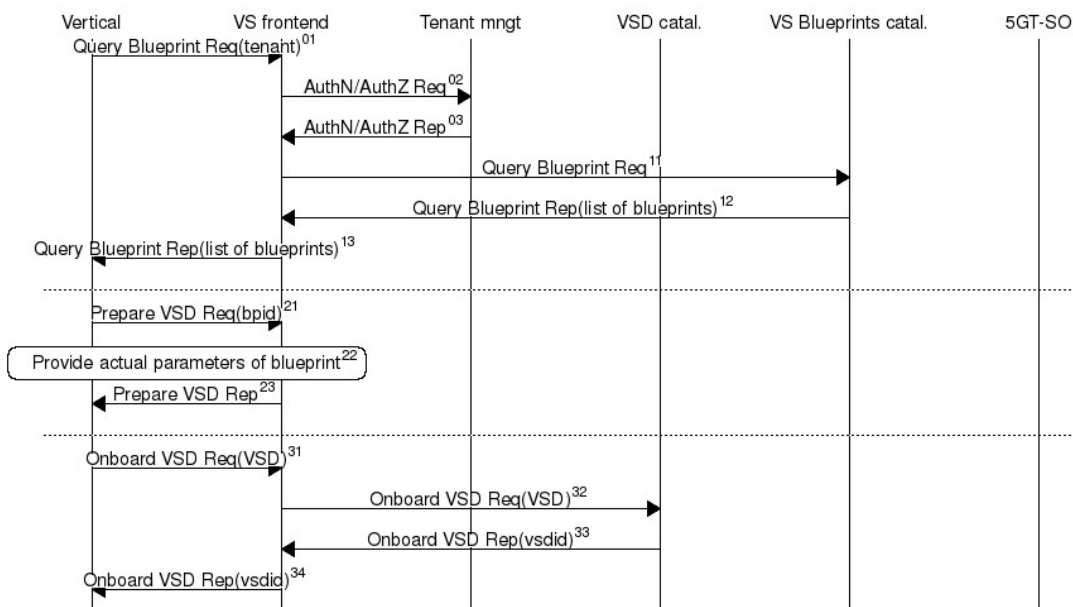 Vertical VS frontend Tenant mngt VSD catal. VS Blueprints catal. 5GT-SO
Query Blueprint Req(tenant)01
AuthN/AuthZ Req02
AuthN/AuthZ Rep03
Query Blueprint Req11
Query Blueprint Rep(list of blueprints)12
Query Blueprint Rep(list of blueprints)13
Prepare VSD Req(bpid)21
Provide actual parameters of blueprint22
Prepare VSD Rep23
Onboard VSD Req(VSD)31
Onboard VSD Req(VSD)32
Onboard VSD Rep(vsdid)33
Onboard VSD Rep(vsdid)34